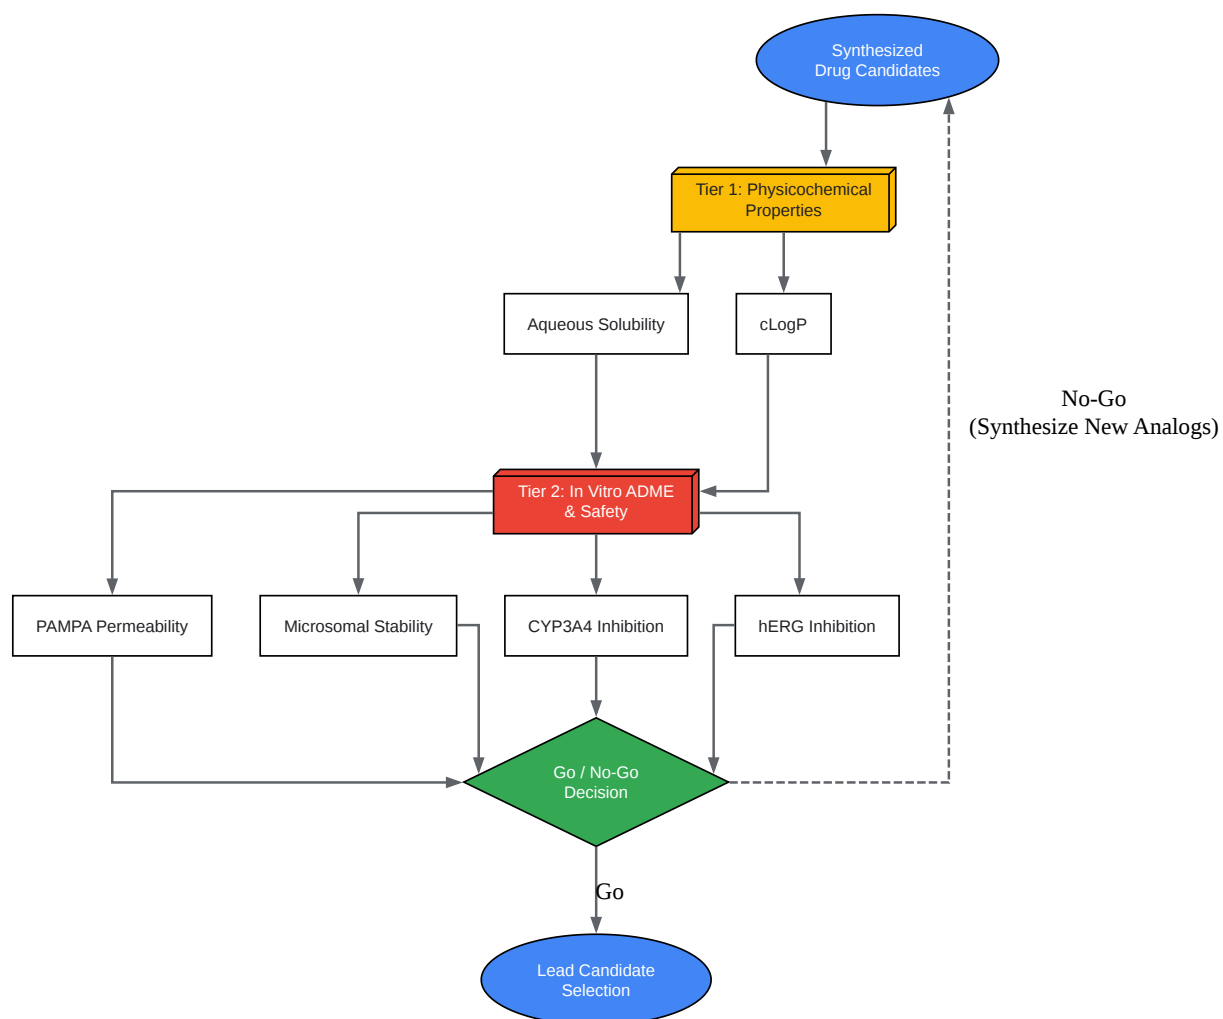 Synthesized
Drug Candidates
Tier 1: Physicochemical
Properties
Aqueous Solubility
cLogP
No-Go
(Synthesize New Analogs)
Tier 2: In Vitro ADME
& Safety
PAMPA Permeability
Microsomal Stability
CYP3A4 Inhibition
hERG Inhibition
Go / No-Go
Decision
Go
Lead Candidate
Selection